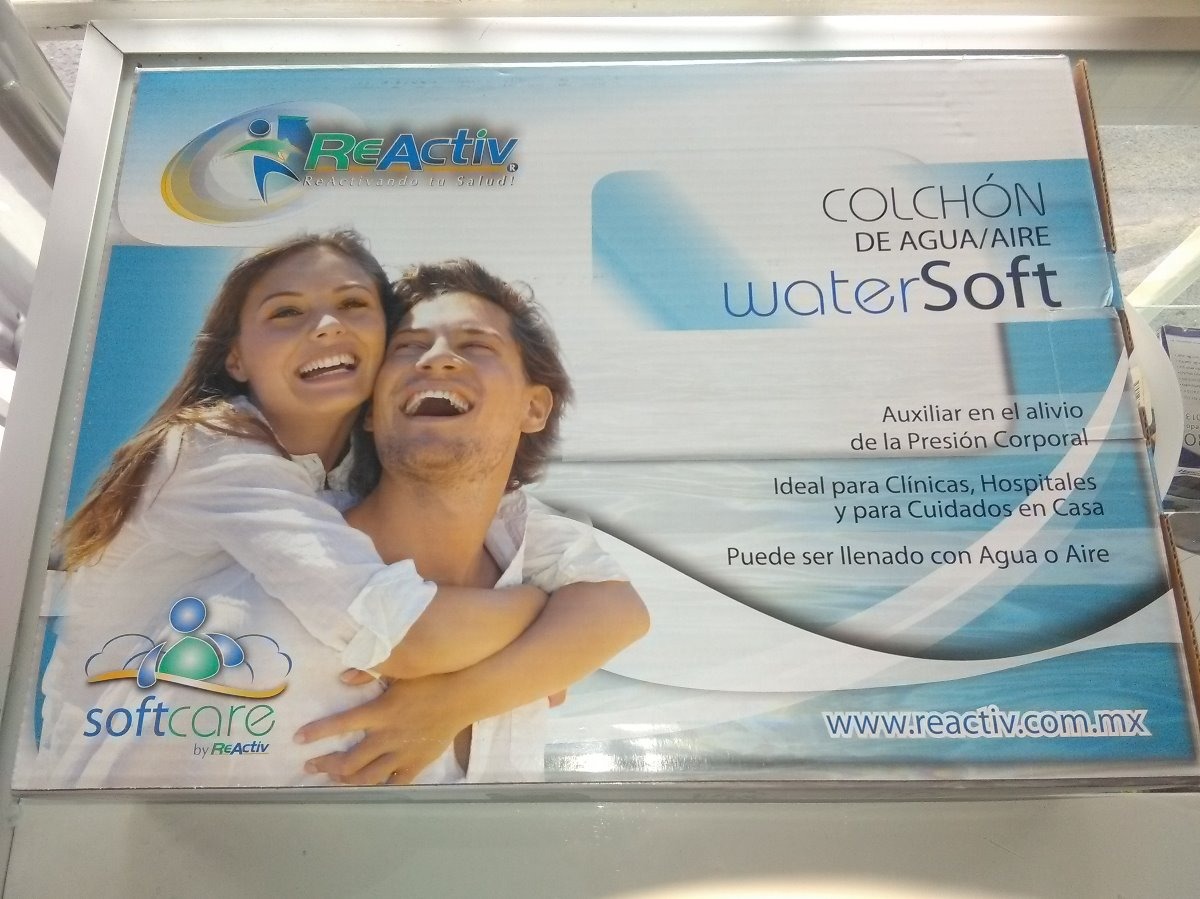 ReActiv®
ReActivando tu Salud!
COLCHÓN
DE AGUA/AIRE
waterSoft
Auxiliar en el alivio
de la Presión Corporal
Ideal para Clínicas, Hospitales
y para Cuidados en Casa
Puede ser llenado con Agua o Aire
softcare
by ReActiv
www.reactiv.com.mx